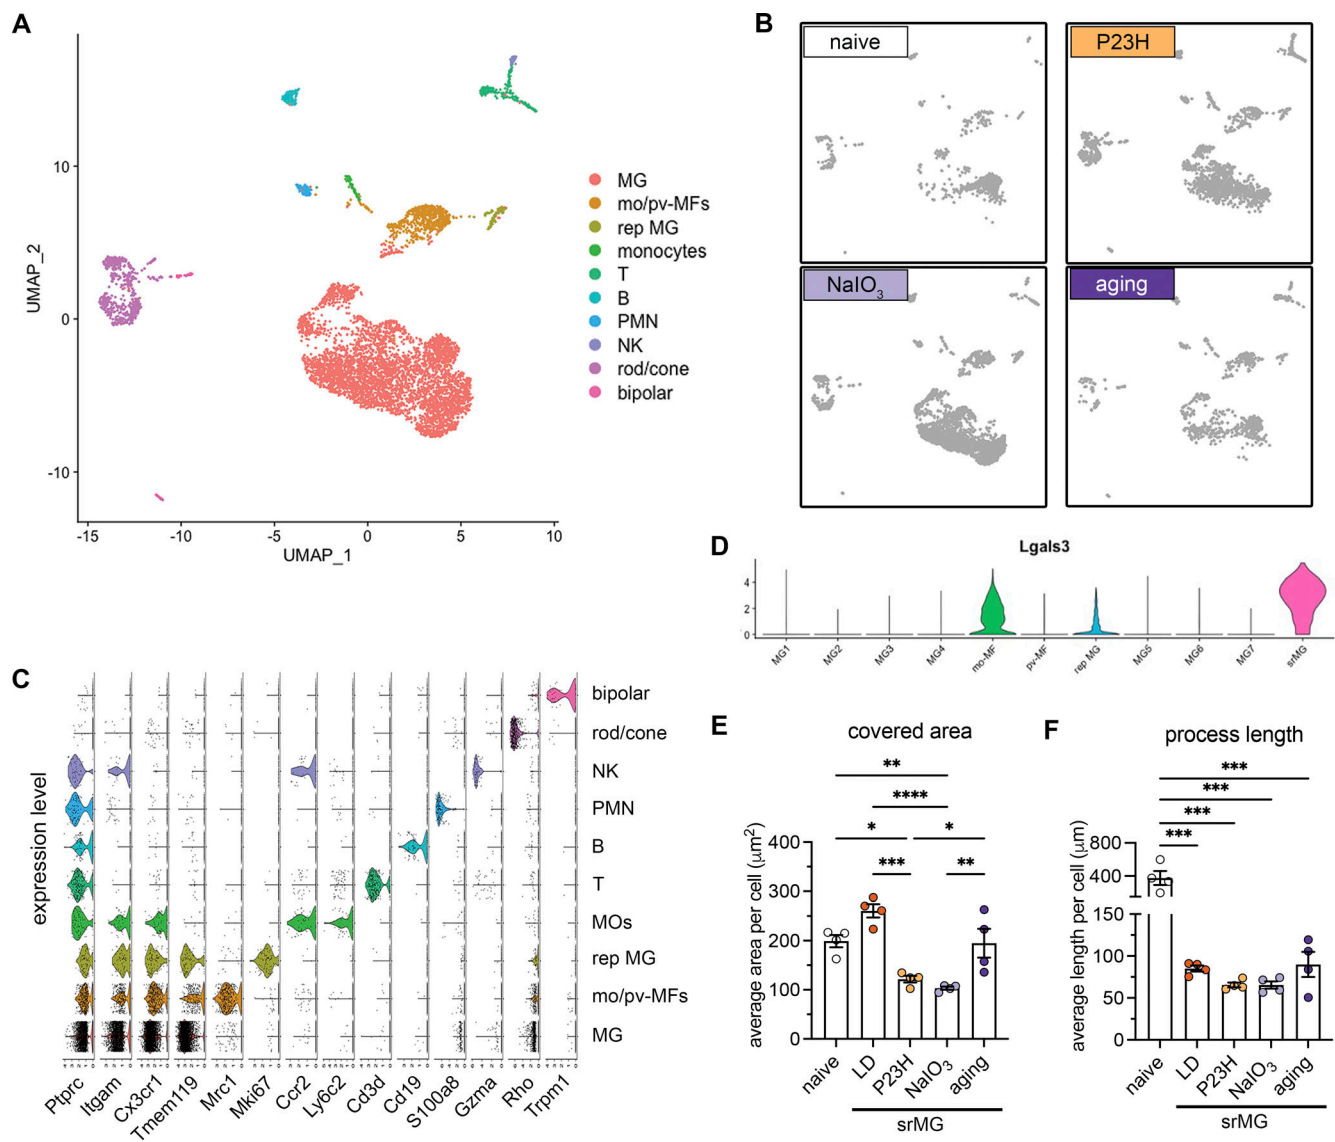 A
UMAP_2
10
0
-10
-15
-10
-5
0
5
10
UMAP_1
MG
mo/pv-MFs
rep MG
monocytes
T
B
PMN
NK
rod/cone
bipolar
B
naive
P23H
NaIO3
aging
D
Lgals3
4
2
0
MG1
MG2
MG3
MG4
mo-MF
pv-MF
rep MG
MG5
MG6
MG7
srMG
C
expression level
bipolar
rod/cone
NK
PMN
B
T
MOs
rep MG
mo/pv-MFs
MG
Ptprc
Itgam
Cx3cr1
Tmem119
Mrc1
Mki67
Ccr2
Ly6c2
Cd3d
Cd19
S100a8
Gzma
Rho
Trpm1
E
covered area
**
****
*
*
***
**
average area per cell (μm2)
400
300
200
100
0
naive
LD
P23H
NaIO3
aging
srMG
F
process length
***
***
***
***
average length per cell (μm)
800
400
150
100
50
0
naive
LD
P23H
NaIO3
aging
srMG